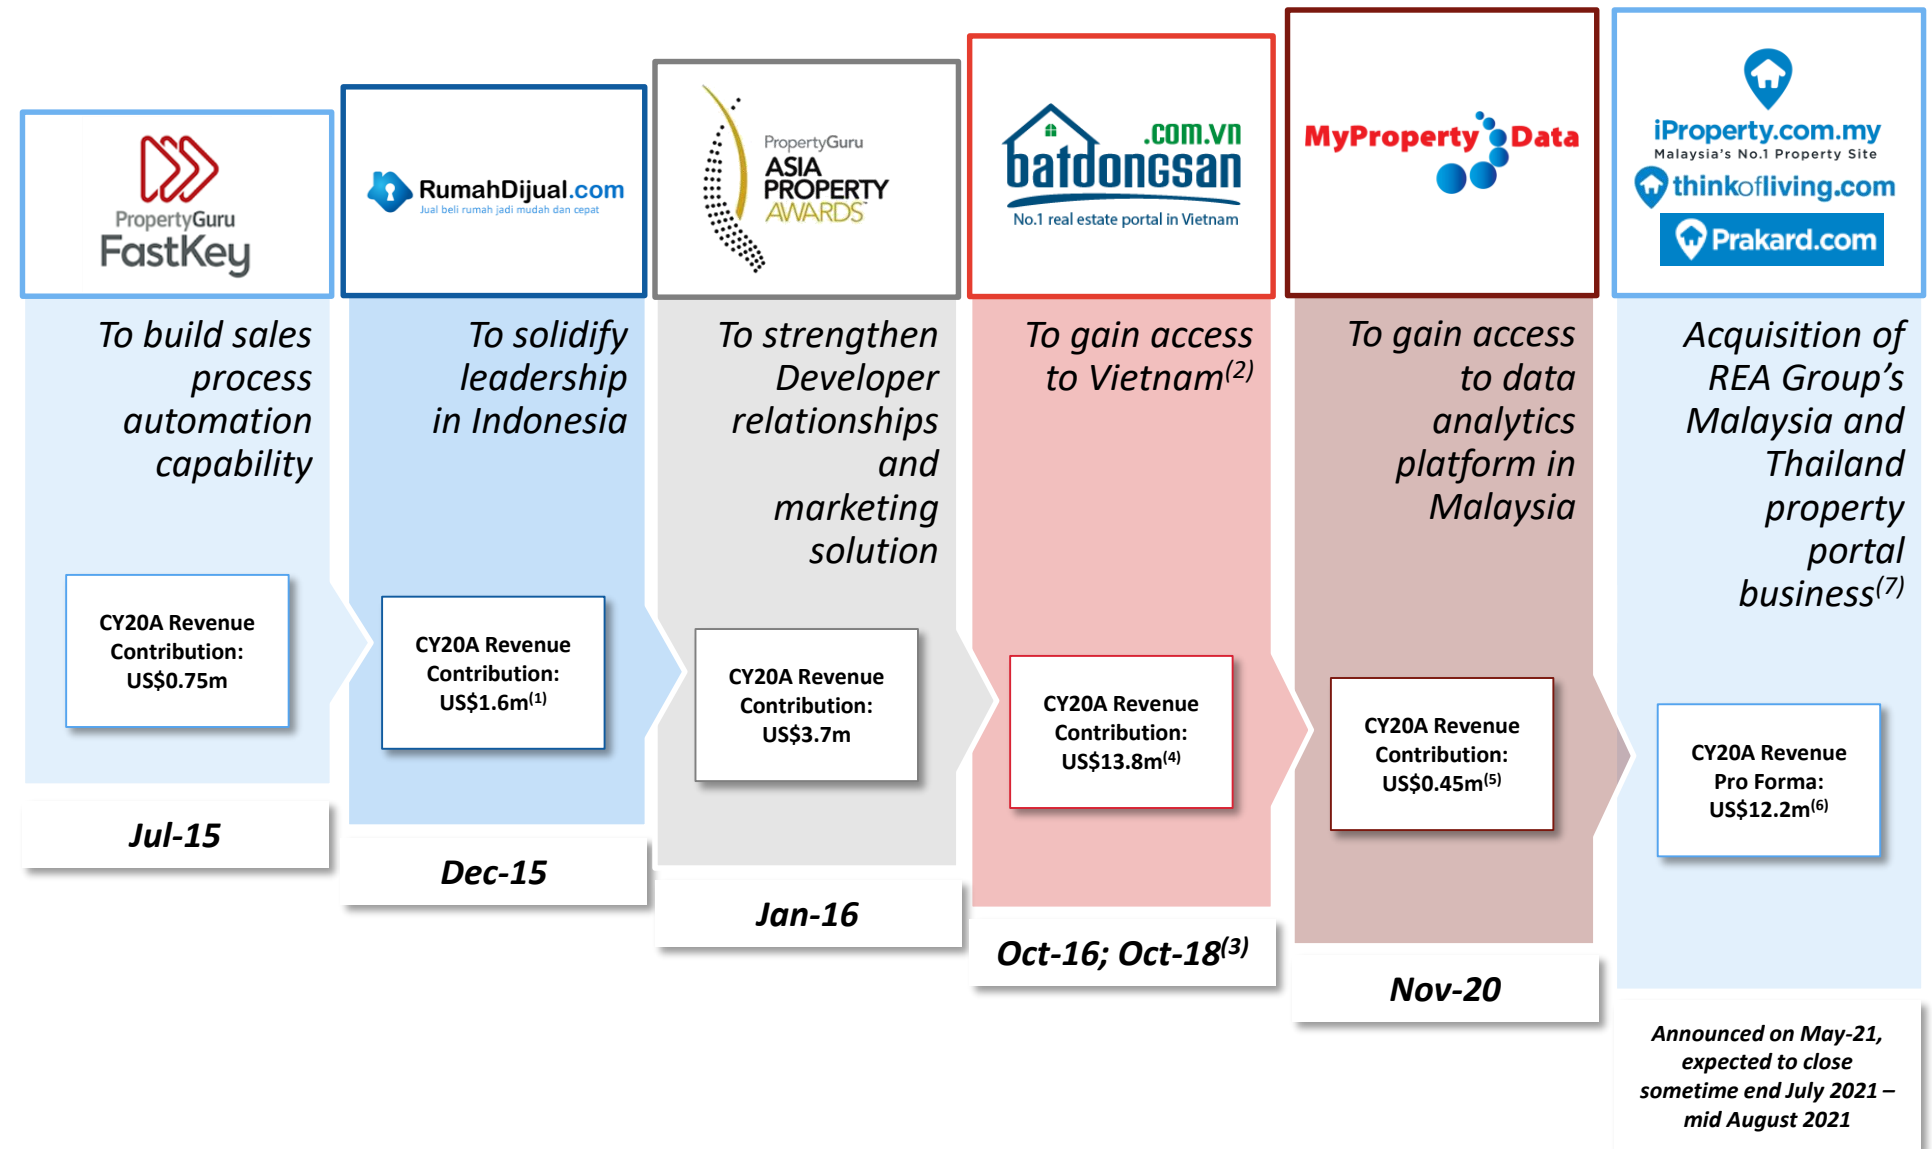 PropertyGuru
FastKey
To build sales
process
automation
capability
CY20A Revenue
Contribution:
US$0.75m
Jul-15
RumahDijual.com
Jual beli rumah jadi mudah dan cepat
To solidify
leadership
in Indonesia
CY20A Revenue
Contribution:
US$1.6m(1)
Dec-15
PropertyGuru
ASIA
PROPERTY
AWARDS™
To strengthen
Developer
relationships
and
marketing
solution
CY20A Revenue
Contribution:
US$3.7m
Jan-16
.com.vn
batdongsan
No.1 real estate portal in Vietnam
To gain access
to Vietnam(2)
CY20A Revenue
Contribution:
US$13.8m(4)
Oct-16; Oct-18(3)
MyProperty Data
To gain access
to data
analytics
platform in
Malaysia
CY20A Revenue
Contribution:
US$0.45m(5)
Nov-20
iProperty.com.my
Malaysia's No.1 Property Site
thinkofliving.com
Prakard.com
Acquisition of
REA Group's
Malaysia and
Thailand
property
portal
business(7)
CY20A Revenue
Pro Forma:
US$12.2m(6)
Announced on May-21,
expected to close
sometime end July 2021 –
mid August 2021